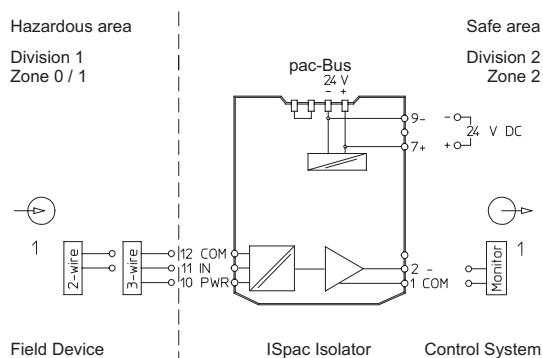 Hazardous area
Safe area
Division 1
Zone 0 / 1
Division 2
Zone 2
pac-Bus
24 V
- +
9-
7+
-
+
24 V DC
1
1
2-wire
3-wire
12 COM
11 IN
10 PWR
2 -
1 COM
Monitor
Field Device
ISpac Isolator
Control System